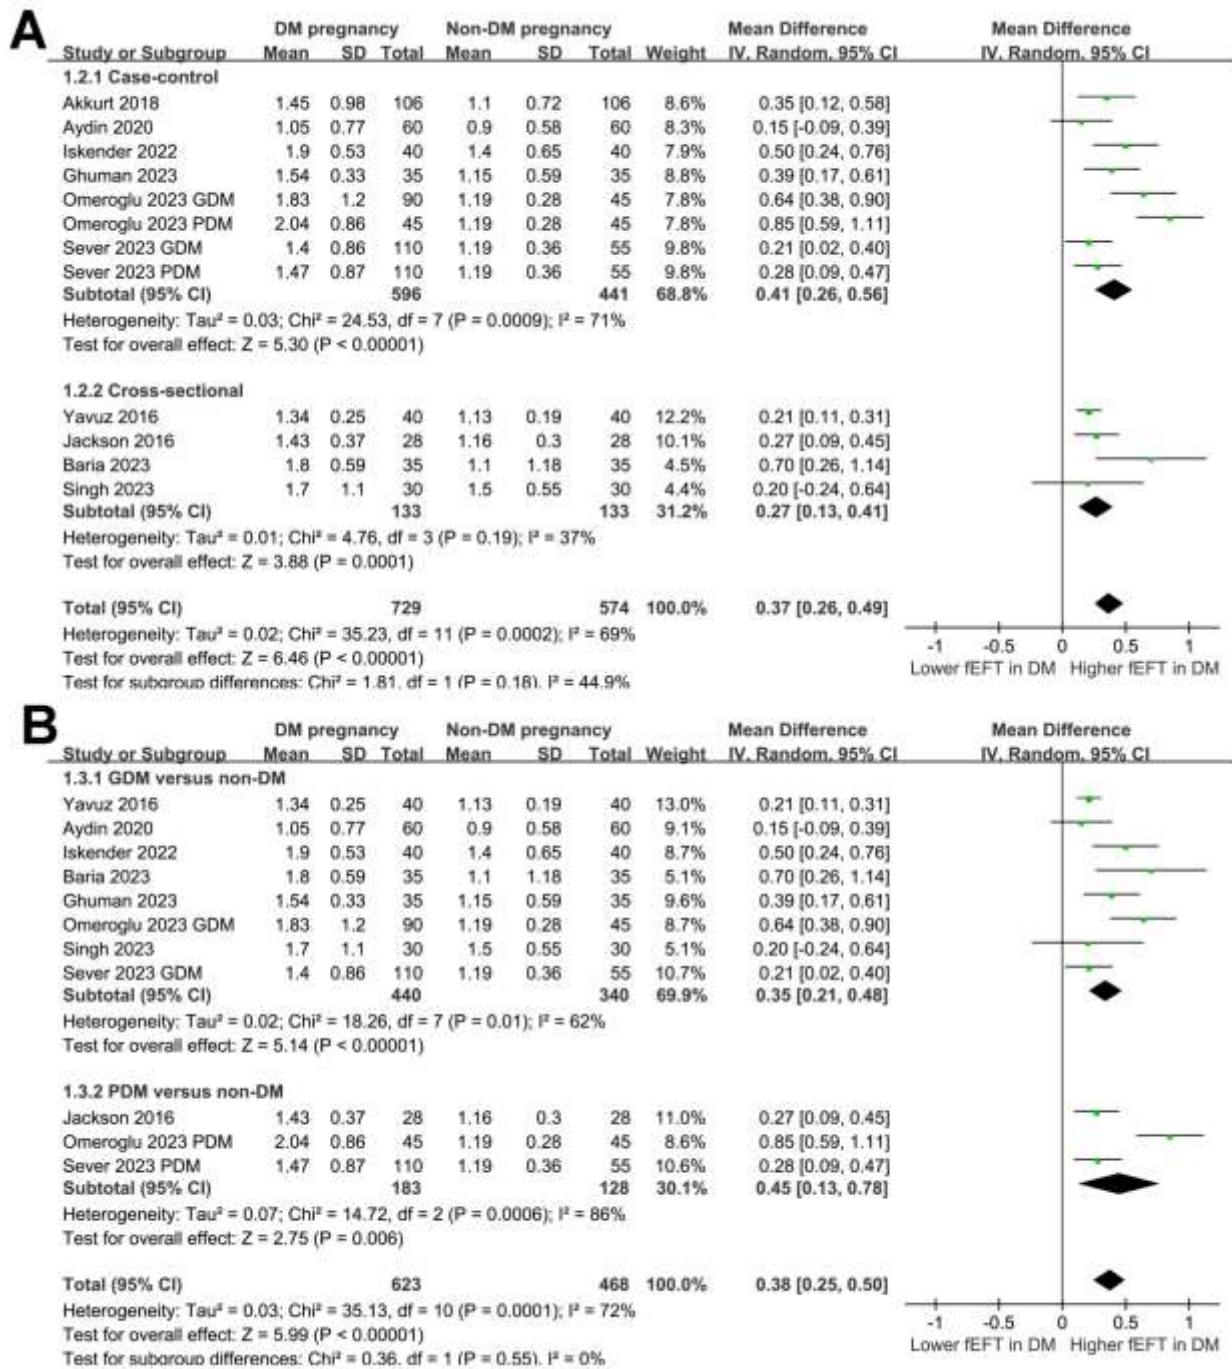 A
DM pregnancy Non-DM pregnancy Mean Difference Mean Difference
Study or Subgroup Mean SD Total Mean SD Total Weight IV, Random, 95% CI IV, Random, 95% CI
1.2.1 Case-control
Akkurt 2018 1.45 0.98 106 1.1 0.72 106 8.6% 0.35 [0.12, 0.58]
Aydin 2020 1.05 0.77 60 0.9 0.58 60 8.3% 0.15 [-0.09, 0.39]
Iskender 2022 1.9 0.53 40 1.4 0.65 40 7.9% 0.50 [0.24, 0.76]
Ghuman 2023 1.54 0.33 35 1.15 0.59 35 8.8% 0.39 [0.17, 0.61]
Omeroglu 2023 GDM 1.83 1.2 90 1.19 0.28 45 7.8% 0.64 [0.38, 0.90]
Omeroglu 2023 PDM 2.04 0.86 45 1.19 0.28 45 7.8% 0.85 [0.59, 1.11]
Sever 2023 GDM 1.4 0.86 110 1.19 0.36 55 9.8% 0.21 [0.02, 0.40]
Sever 2023 PDM 1.47 0.87 110 1.19 0.36 55 9.8% 0.28 [0.09, 0.47]
Subtotal (95% CI) 596 441 68.8% 0.41 [0.26, 0.56]
Heterogeneity: Tau² = 0.03; Chi² = 24.53, df = 7 (P = 0.0009); I² = 71%
Test for overall effect: Z = 5.30 (P < 0.00001)
1.2.2 Cross-sectional
Yavuz 2016 1.34 0.25 40 1.13 0.19 40 12.2% 0.21 [0.11, 0.31]
Jackson 2016 1.43 0.37 28 1.16 0.3 28 10.1% 0.27 [0.09, 0.45]
Baria 2023 1.8 0.59 35 1.1 1.18 35 4.5% 0.70 [0.26, 1.14]
Singh 2023 1.7 1.1 30 1.5 0.55 30 4.4% 0.20 [-0.24, 0.64]
Subtotal (95% CI) 133 133 31.2% 0.27 [0.13, 0.41]
Heterogeneity: Tau² = 0.01; Chi² = 4.76, df = 3 (P = 0.19); I² = 37%
Test for overall effect: Z = 3.88 (P = 0.0001)
Total (95% CI) 729 574 100.0% 0.37 [0.26, 0.49]
Heterogeneity: Tau² = 0.02; Chi² = 35.23, df = 11 (P = 0.0002); I² = 69%
Test for overall effect: Z = 6.46 (P < 0.00001)
Test for subgroup differences: Chi² = 1.81, df = 1 (P = 0.18), I² = 44.9%
-1 -0.5 0 0.5 1
Lower fEFT in DM Higher fEFT in DM
B
DM pregnancy Non-DM pregnancy Mean Difference Mean Difference
Study or Subgroup Mean SD Total Mean SD Total Weight IV, Random, 95% CI IV, Random, 95% CI
1.3.1 GDM versus non-DM
Yavuz 2016 1.34 0.25 40 1.13 0.19 40 13.0% 0.21 [0.11, 0.31]
Aydin 2020 1.05 0.77 60 0.9 0.58 60 9.1% 0.15 [-0.09, 0.39]
Iskender 2022 1.9 0.53 40 1.4 0.65 40 8.7% 0.50 [0.24, 0.76]
Baria 2023 1.8 0.59 35 1.1 1.18 35 5.1% 0.70 [0.26, 1.14]
Ghuman 2023 1.54 0.33 35 1.15 0.59 35 9.6% 0.39 [0.17, 0.61]
Omeroglu 2023 GDM 1.83 1.2 90 1.19 0.28 45 8.7% 0.64 [0.38, 0.90]
Singh 2023 1.7 1.1 30 1.5 0.55 30 5.1% 0.20 [-0.24, 0.64]
Sever 2023 GDM 1.4 0.86 110 1.19 0.36 55 10.7% 0.21 [0.02, 0.40]
Subtotal (95% CI) 440 340 69.9% 0.35 [0.21, 0.48]
Heterogeneity: Tau² = 0.02; Chi² = 18.26, df = 7 (P = 0.01); I² = 62%
Test for overall effect: Z = 5.14 (P < 0.00001)
1.3.2 PDM versus non-DM
Jackson 2016 1.43 0.37 28 1.16 0.3 28 11.0% 0.27 [0.09, 0.45]
Omeroglu 2023 PDM 2.04 0.86 45 1.19 0.28 45 8.6% 0.85 [0.59, 1.11]
Sever 2023 PDM 1.47 0.87 110 1.19 0.36 55 10.6% 0.28 [0.09, 0.47]
Subtotal (95% CI) 183 128 30.1% 0.45 [0.13, 0.78]
Heterogeneity: Tau² = 0.07; Chi² = 14.72, df = 2 (P = 0.0006); I² = 86%
Test for overall effect: Z = 2.75 (P = 0.006)
Total (95% CI) 623 468 100.0% 0.38 [0.25, 0.50]
Heterogeneity: Tau² = 0.03; Chi² = 35.13, df = 10 (P = 0.0001); I² = 72%
Test for overall effect: Z = 5.99 (P < 0.00001)
Test for subgroup differences: Chi² = 0.36, df = 1 (P = 0.55), I² = 0%
-1 -0.5 0 0.5 1
Lower fEFT in DM Higher fEFT in DM